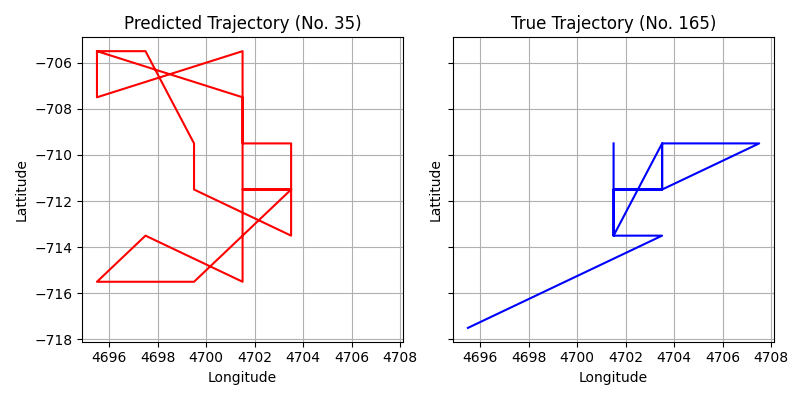 Predicted Trajectory (No. 35)
True Trajectory (No. 165)
Lattitude
−706
−708
−710
−712
−714
−716
−718
4696 4698 4700 4702 4704 4706 4708
Longitude
Lattitude
4696 4698 4700 4702 4704 4706 4708
Longitude